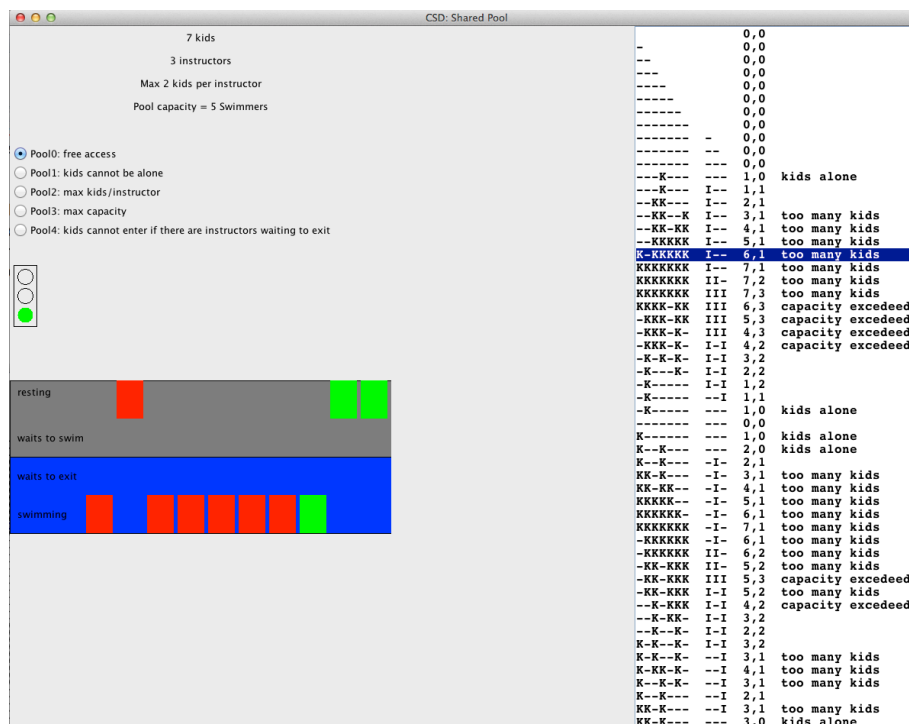 CSD: Shared Pool
7 kids
3 instructors
Max 2 kids per instructor
Pool capacity = 5 Swimmers
Pool0: free access
Pool1: kids cannot be alone
Pool2: max kids/instructor
Pool3: max capacity
Pool4: kids cannot enter if there are instructors waiting to exit
resting
waits to swim
waits to exit
swimming
0,0
- 0,0
-- 0,0
--- 0,0
---- 0,0
----- 0,0
------ 0,0
------- 0,0
------- - 0,0
------- -- 0,0
------- --- 0,0
---K--- --- 1,0 kids alone
---K--- I-- 1,1
--KK--- I-- 2,1
--KK--K I-- 3,1 too many kids
--KK-KK I-- 4,1 too many kids
--KKKKK I-- 5,1 too many kids
K-KKKKK I-- 6,1 too many kids
KKKKKKK I-- 7,1 too many kids
KKKKKKK II- 7,2 too many kids
KKKKKKK III 7,3 too many kids
KKKK-KK III 6,3 capacity excedeed
-KKK-KK III 5,3 capacity excedeed
-KKK-K- III 4,3 capacity excedeed
-KKK-K- I-I 4,2 capacity excedeed
-K-K-K- I-I 3,2
-K---K- I-I 2,2
-K----- I-I 1,2
-K----- --I 1,1
-K----- --- 1,0 kids alone
------- --- 0,0
K------ --- 1,0 kids alone
K--K--- --- 2,0 kids alone
K--K--- -I- 2,1
KK-K--- -I- 3,1 too many kids
KK-KK-- -I- 4,1 too many kids
KKKKK-- -I- 5,1 too many kids
KKKKKK- -I- 6,1 too many kids
KKKKKKK -I- 7,1 too many kids
-KKKKKK -I- 6,1 too many kids
-KKKKKK II- 6,2 too many kids
-KK-KKK II- 5,2 too many kids
-KK-KKK III 5,3 capacity excedeed
-KK-KKK I-I 5,2 too many kids
--K-KKK I-I 4,2 capacity excedeed
--K-KK- I-I 3,2
--K--K- I-I 2,2
K-K--K- I-I 3,2
K-K--K- --I 3,1 too many kids
K-KK-K- --I 4,1 too many kids
K--K-K- --I 3,1 too many kids
K--K--- --I 2,1
KK-K--- --I 3,1 too many kids
KK-K--- --- 3,0 kids alone